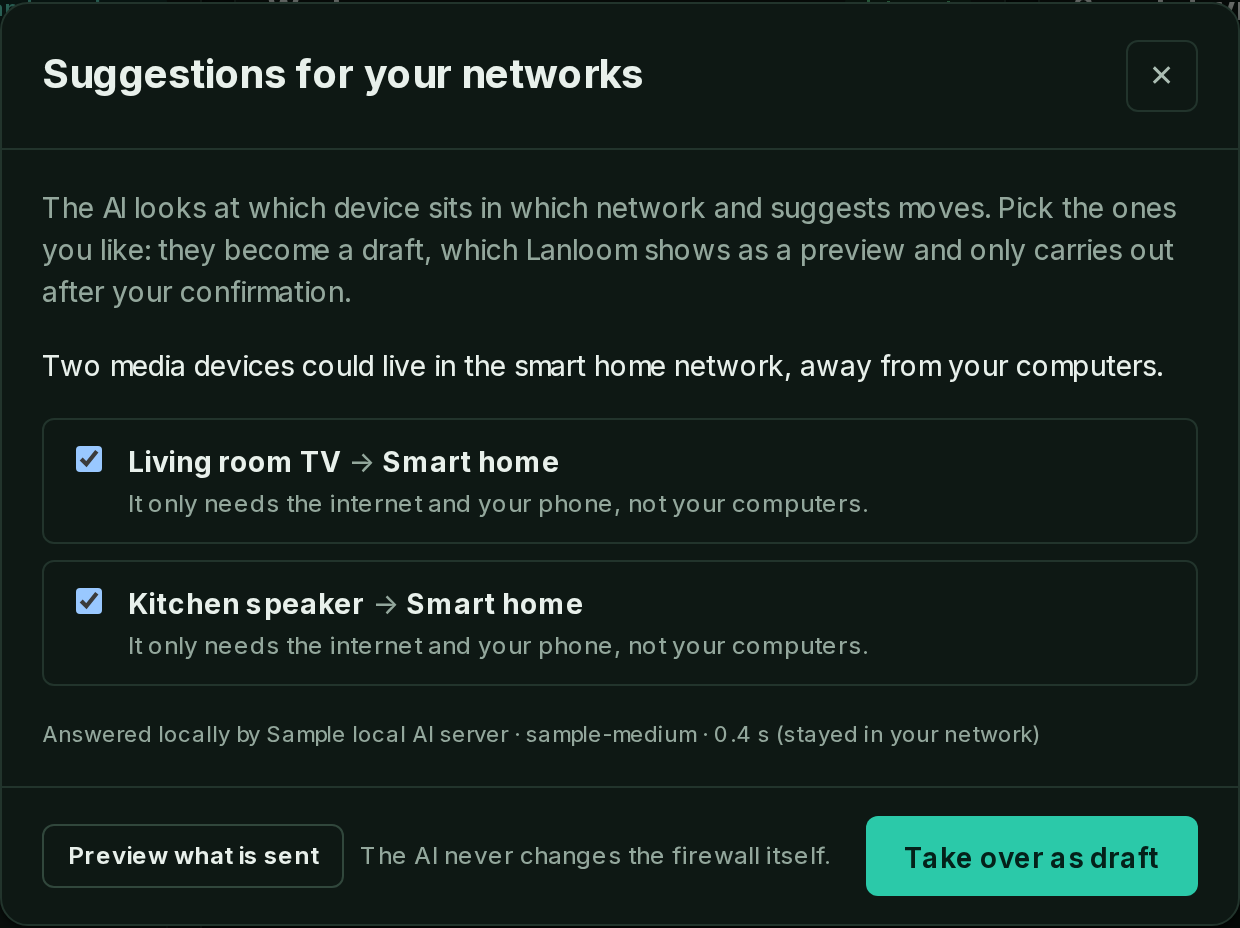 Suggestions for your networks
The AI looks at which device sits in which network and suggests moves. Pick the ones
you like: they become a draft, which Lanloom shows as a preview and only carries out
after your confirmation.
Two media devices could live in the smart home network, away from your computers.
Living room TV → Smart home
It only needs the internet and your phone, not your computers.
Kitchen speaker → Smart home
It only needs the internet and your phone, not your computers.
Answered locally by Sample local AI server · sample-medium · 0.4 s (stayed in your network)
Preview what is sent
The AI never changes the firewall itself.
Take over as draft